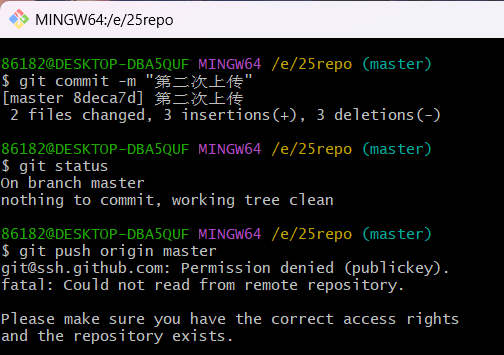 MINGW64:/e/25repo
86182@DESKTOP-DBA5QUF MINGW64 /e/25repo (master)
$ git commit -m "第二次上传"
[master 8deca7d] 第二次上传
 2 files changed, 3 insertions(+), 3 deletions(-)
86182@DESKTOP-DBA5QUF MINGW64 /e/25repo (master)
$ git status
On branch master
nothing to commit, working tree clean
86182@DESKTOP-DBA5QUF MINGW64 /e/25repo (master)
$ git push origin master
git@ssh.github.com: Permission denied (publickey).
fatal: Could not read from remote repository.
Please make sure you have the correct access rights
and the repository exists.